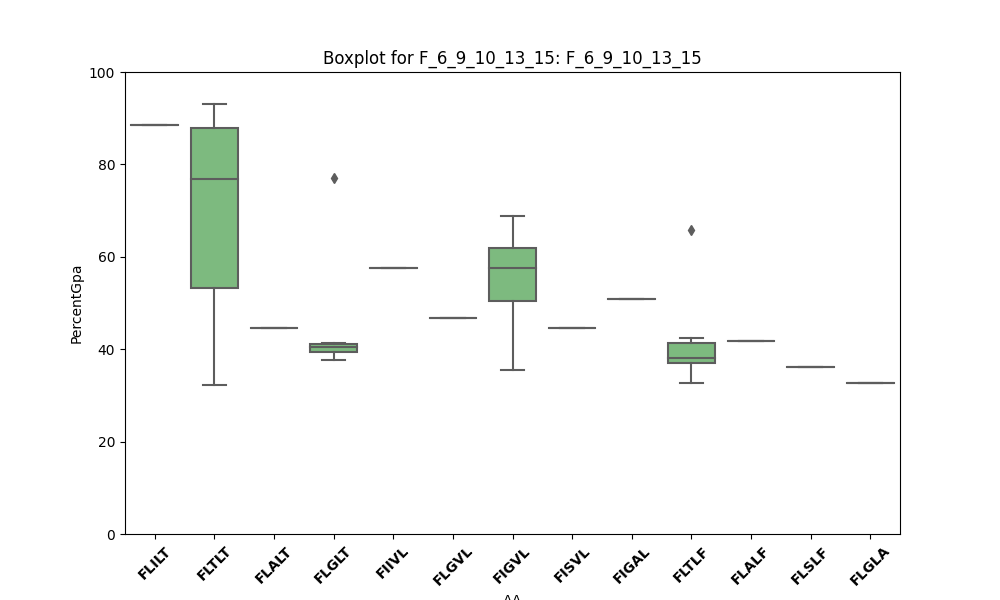 Boxplot for F_6_9_10_13_15: F_6_9_10_13_15
100
80
60
40
20
0
PercentGpa
FLILT
FLTLT
FLALT
FLGLT
FIIVL
FLGVL
FIGVL
FISVL
FIGAL
FLTLF
FLALF
FLSLF
FLGLA
AA